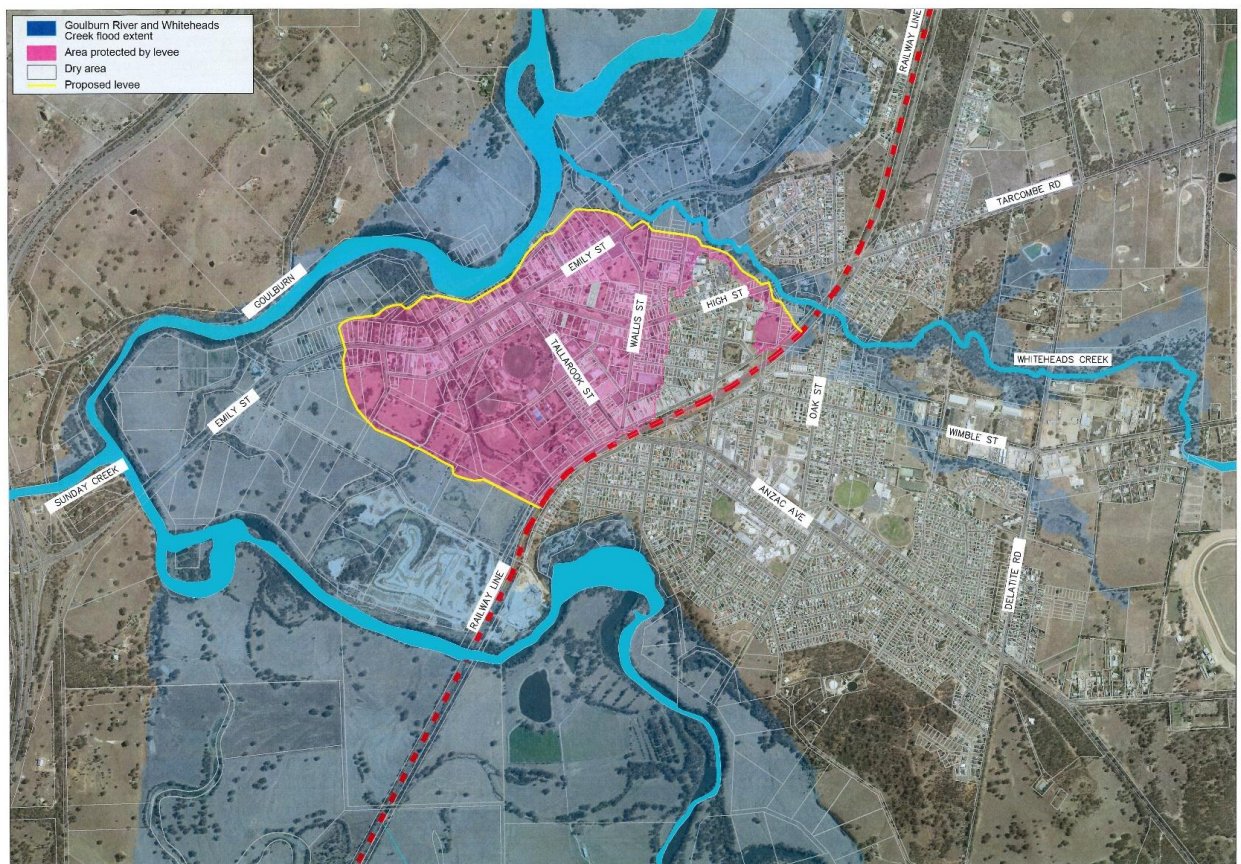 Goulburn River and Whiteheads
Creek flood extent
Area protected by levee
Dry area
Proposed levee
RAILWAY LINE
TARCOMBE RD
EMILY ST
GOULBURN
HIGH ST
WALLIS ST
TALLAROOK ST
WHITEHEADS CREEK
EMILY ST
OAK ST
WIMBLE ST
SUNDAY CREEK
ANZAC AVE
DELATITE RD
RAILWAY LINE